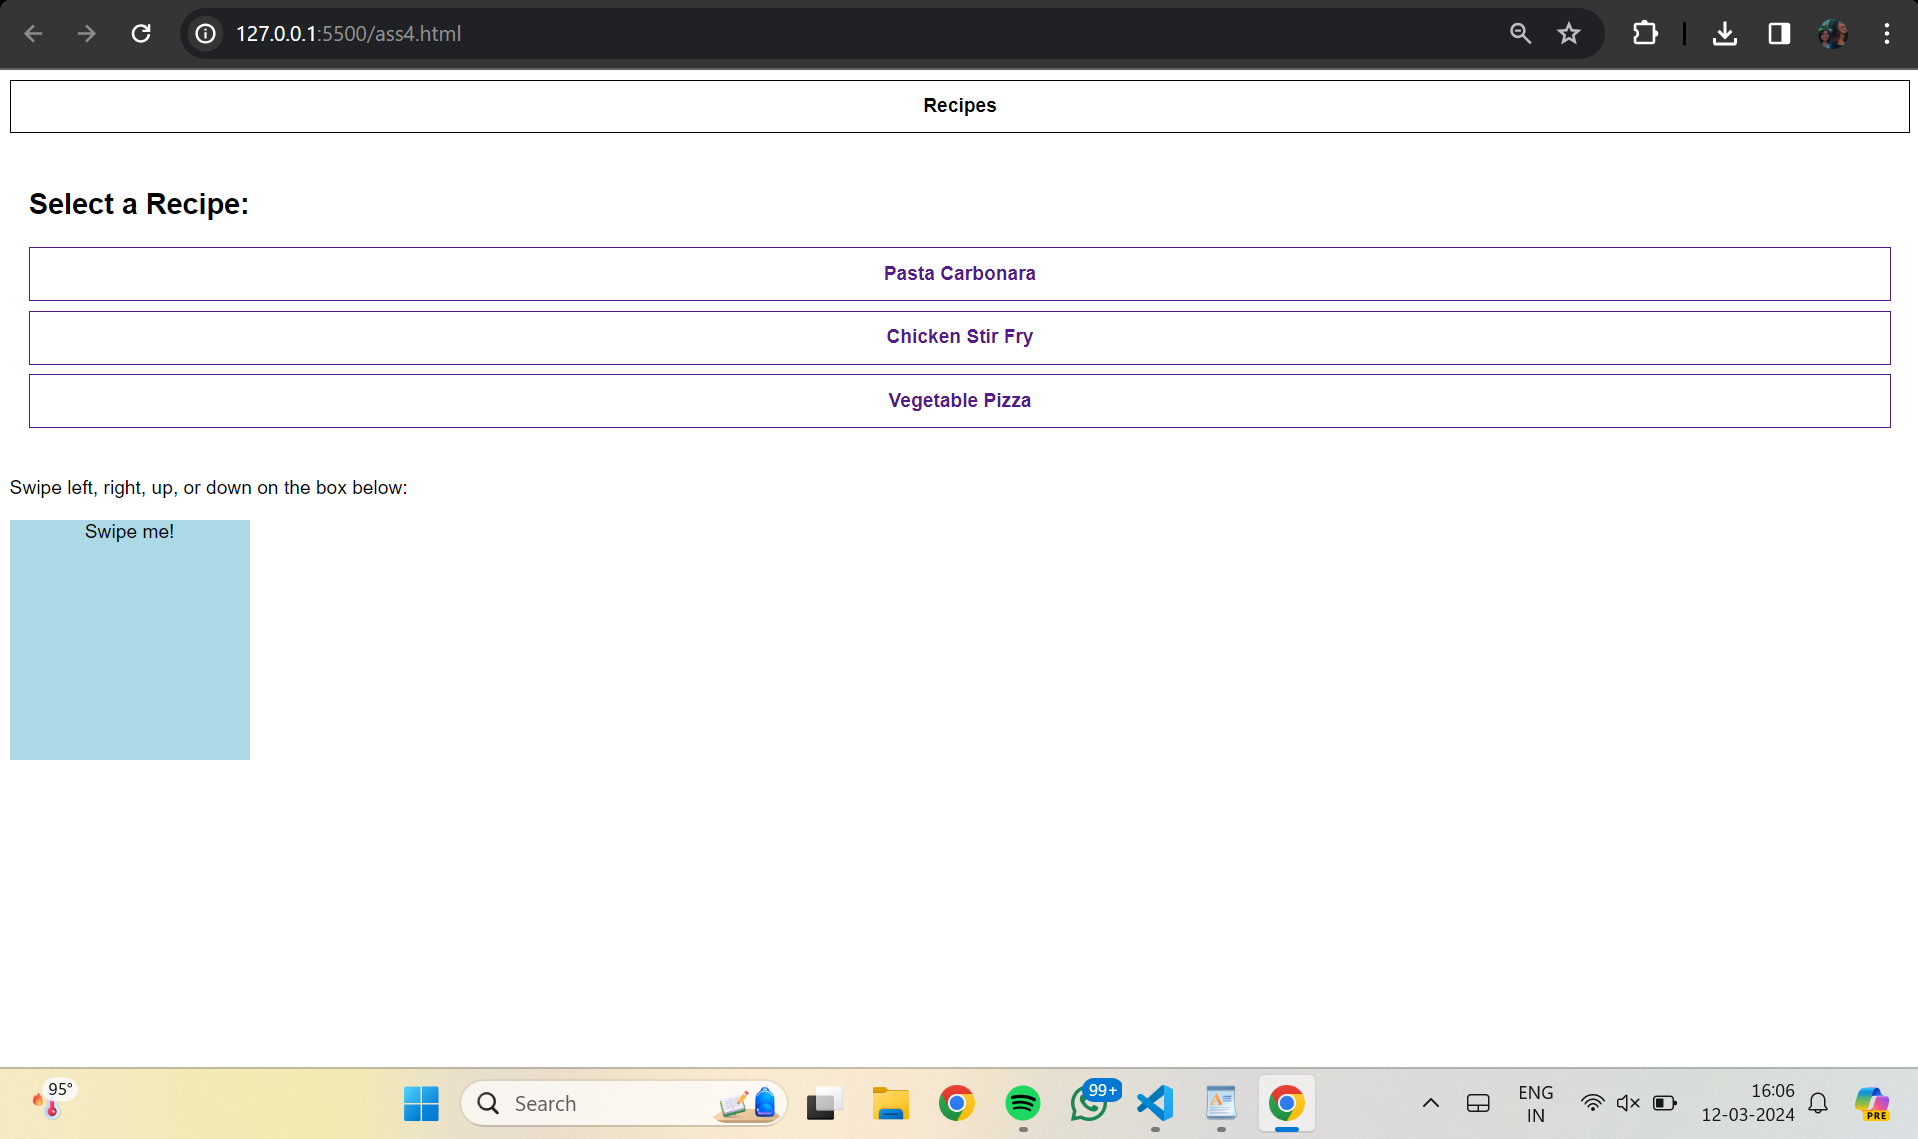 127.0.0.1:5500/ass4.html
Recipes
Select a Recipe:
Pasta Carbonara
Chicken Stir Fry
Vegetable Pizza
Swipe left, right, up, or down on the box below:
Swipe me!
95°
Search
99+
ENG
IN
16:06
12-03-2024
PRE